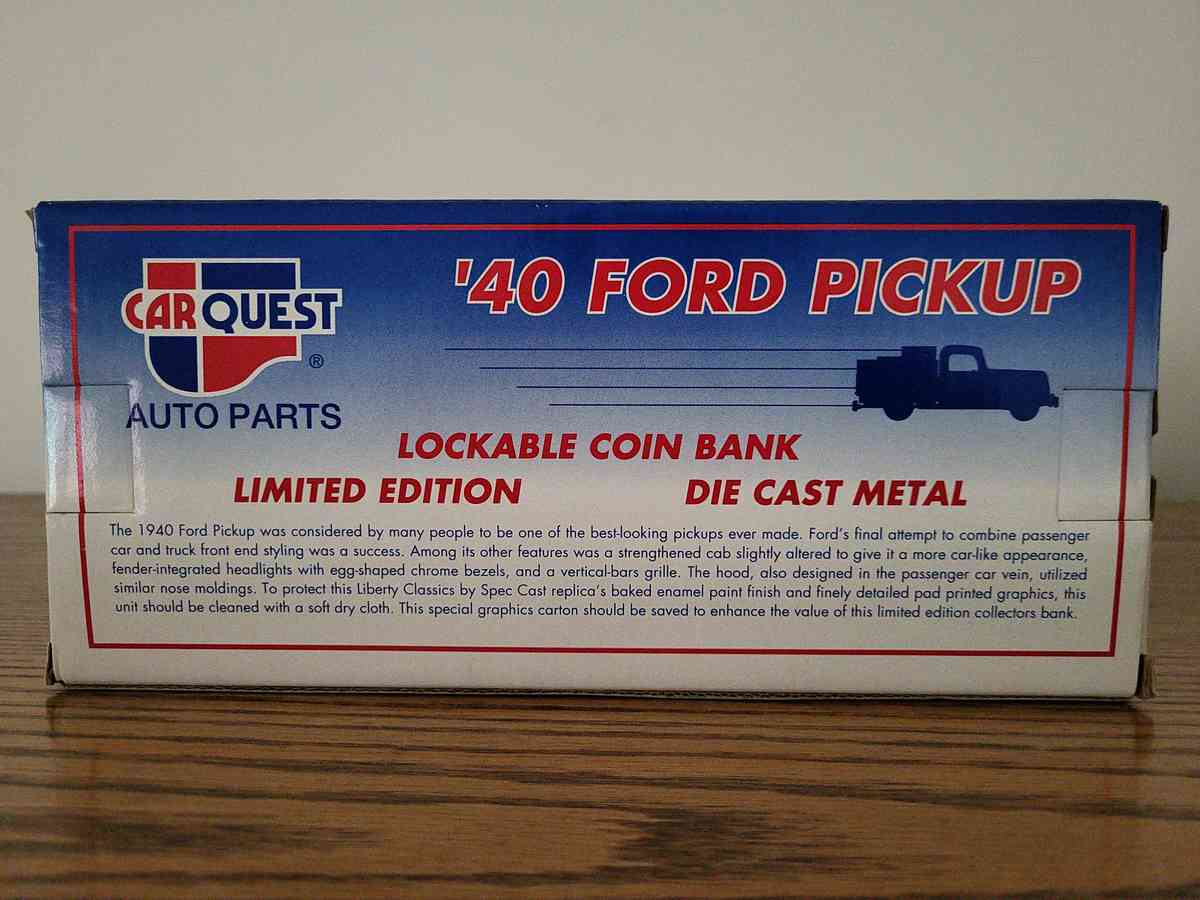 CARQUEST
®
AUTO PARTS
'40 FORD PICKUP
LOCKABLE COIN BANK
LIMITED EDITION DIE CAST METAL
The 1940 Ford Pickup was considered by many people to be one of the best-looking pickups ever made. Ford's final attempt to combine passenger
car and truck front end styling was a success. Among its other features was a strengthened cab slightly altered to give it a more car-like appearance,
fender-integrated headlights with egg-shaped chrome bezels, and a vertical-bars grille. The hood, also designed in the passenger car vein, utilized
similar nose moldings. To protect this Liberty Classics by Spec Cast replica's baked enamel paint finish and finely detailed pad printed graphics, this
unit should be cleaned with a soft dry cloth. This special graphics carton should be saved to enhance the value of this limited edition collectors bank.